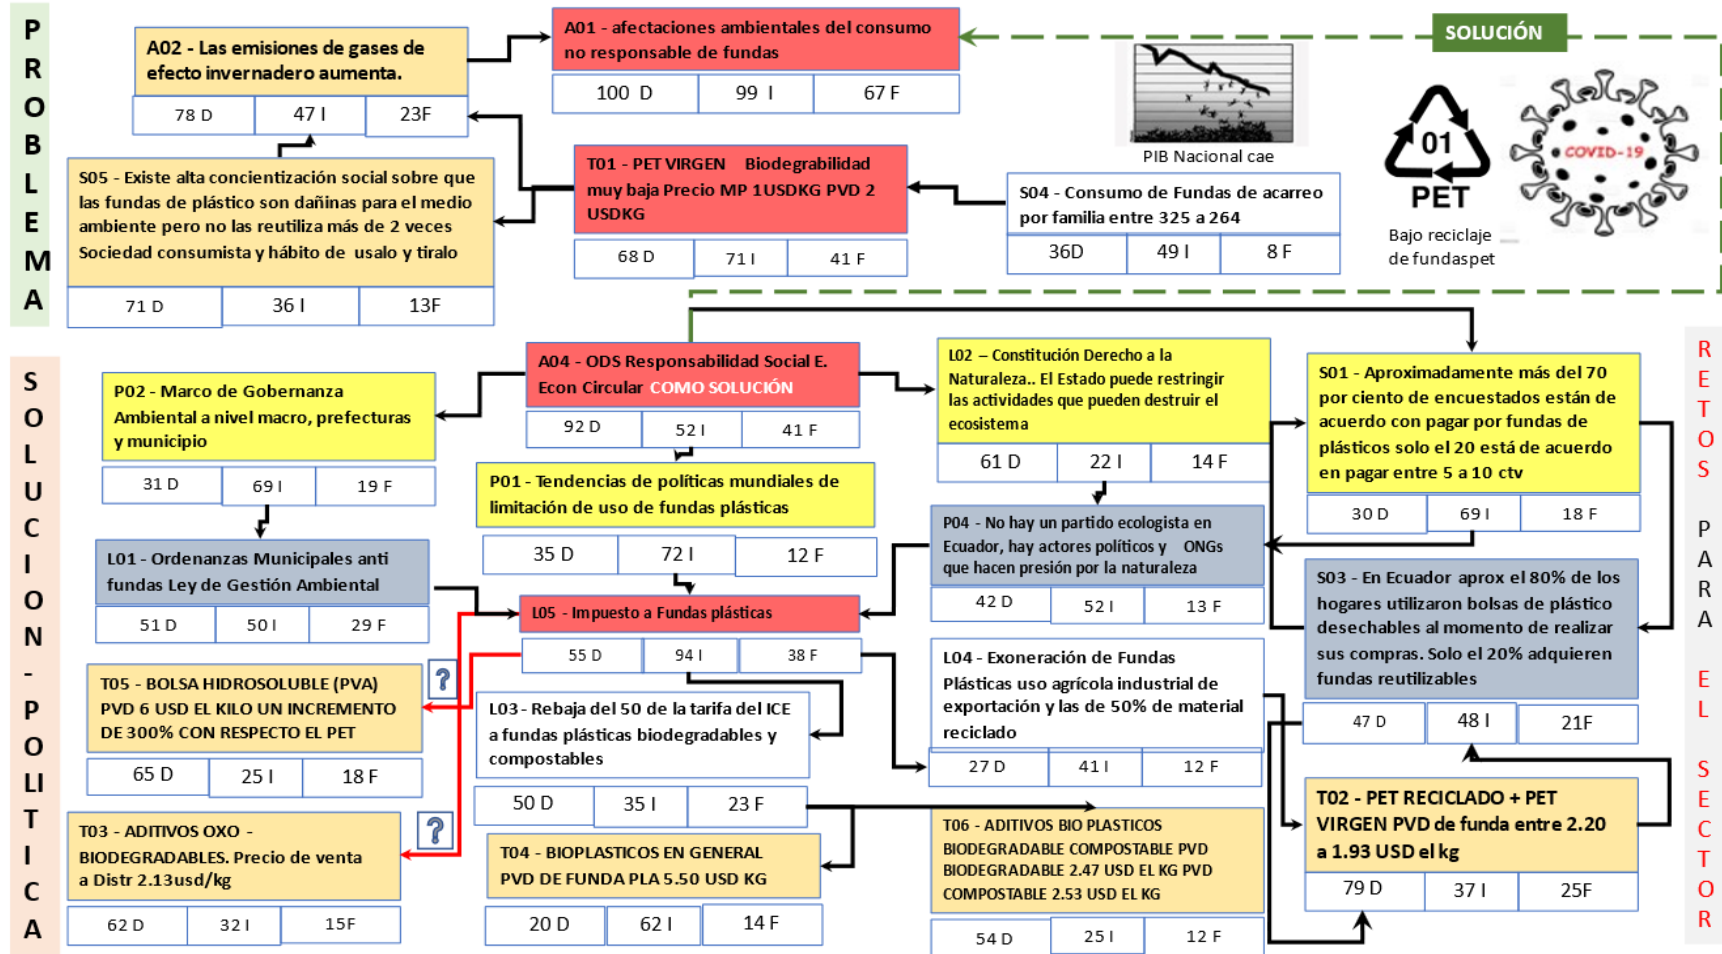 PROBLEMA
A02 - Las emisiones de gases de
efecto invernadero aumenta.
78 D
47 I
23F
A01 - afectaciones ambientales del consumo
no responsable de fundas
100 D
99 I
67 F
SOLUCIÓN
PIB Nacional cae
01
PET
Bajo reciclaje
de fundaspet
COVID-19
S05 - Existe alta concientización social sobre que
las fundas de plástico son dañinas para el medio
ambiente pero no las reutiliza más de 2 veces
Sociedad consumista y hábito de usalo y tiralo
71 D
36 I
13F
T01 - PET VIRGEN Biodegrabilidad
muy baja Precio MP 1USDKG PVD 2
USDKG
68 D
71 I
41 F
S04 - Consumo de Fundas de acarreo
por familia entre 325 a 264
36D
49 I
8 F
SOLUCION-POLITICA
P02 - Marco de Gobernanza
Ambiental a nivel macro, prefecturas
y municipio
31 D
69 I
19 F
A04 - ODS Responsabilidad Social E.
Econ Circular COMO SOLUCIÓN
92 D
52 I
41 F
L02 – Constitución Derecho a la
Naturaleza.. El Estado puede restringir
las actividades que pueden destruir el
ecosistema
61 D
22 I
14 F
S01 - Aproximadamente más del 70
por ciento de encuestados están de
acuerdo con pagar por fundas de
plásticos solo el 20 está de acuerdo
en pagar entre 5 a 10 ctv
30 D
69 I
18 F
RETOS PARA EL SECTOR
P01 - Tendencias de políticas mundiales de
limitación de uso de fundas plásticas
35 D
72 I
12 F
L01 - Ordenanzas Municipales anti
fundas Ley de Gestión Ambiental
51 D
50 I
29 F
P04 - No hay un partido ecologista en
Ecuador, hay actores políticos y ONGs
que hacen presión por la naturaleza
42 D
52 I
13 F
S03 - En Ecuador aprox el 80% de los
hogares utilizaron bolsas de plástico
desechables al momento de realizar
sus compras. Solo el 20% adquieren
fundas reutilizables
47 D
48 I
21F
L05 - Impuesto a Fundas plásticas
55 D
94 I
38 F
T05 - BOLSA HIDROSOLUBLE (PVA)
PVD 6 USD EL KILO UN INCREMENTO
DE 300% CON RESPECTO EL PET
65 D
25 I
18 F
?
L03 - Rebaja del 50 de la tarifa del ICE
a fundas plásticas biodegradables y
compostables
50 D
35 I
23 F
L04 - Exoneración de Fundas
Plásticas uso agrícola industrial de
exportación y las de 50% de material
reciclado
27 D
41 I
12 F
T03 - ADITIVOS OXO -
BIODEGRADABLES. Precio de venta
a Distr 2.13usd/kg
62 D
32 I
15F
?
T04 - BIOPLASTICOS EN GENERAL
PVD DE FUNDA PLA 5.50 USD KG
20 D
62 I
14 F
T06 - ADITIVOS BIO PLASTICOS
BIODEGRADABLE COMPOSTABLE PVD
BIODEGRADABLE 2.47 USD EL KG PVD
COMPOSTABLE 2.53 USD EL KG
54 D
25 I
12 F
T02 - PET RECICLADO + PET
VIRGEN PVD de funda entre 2.20
a 1.93 USD el kg
79 D
37 I
25F